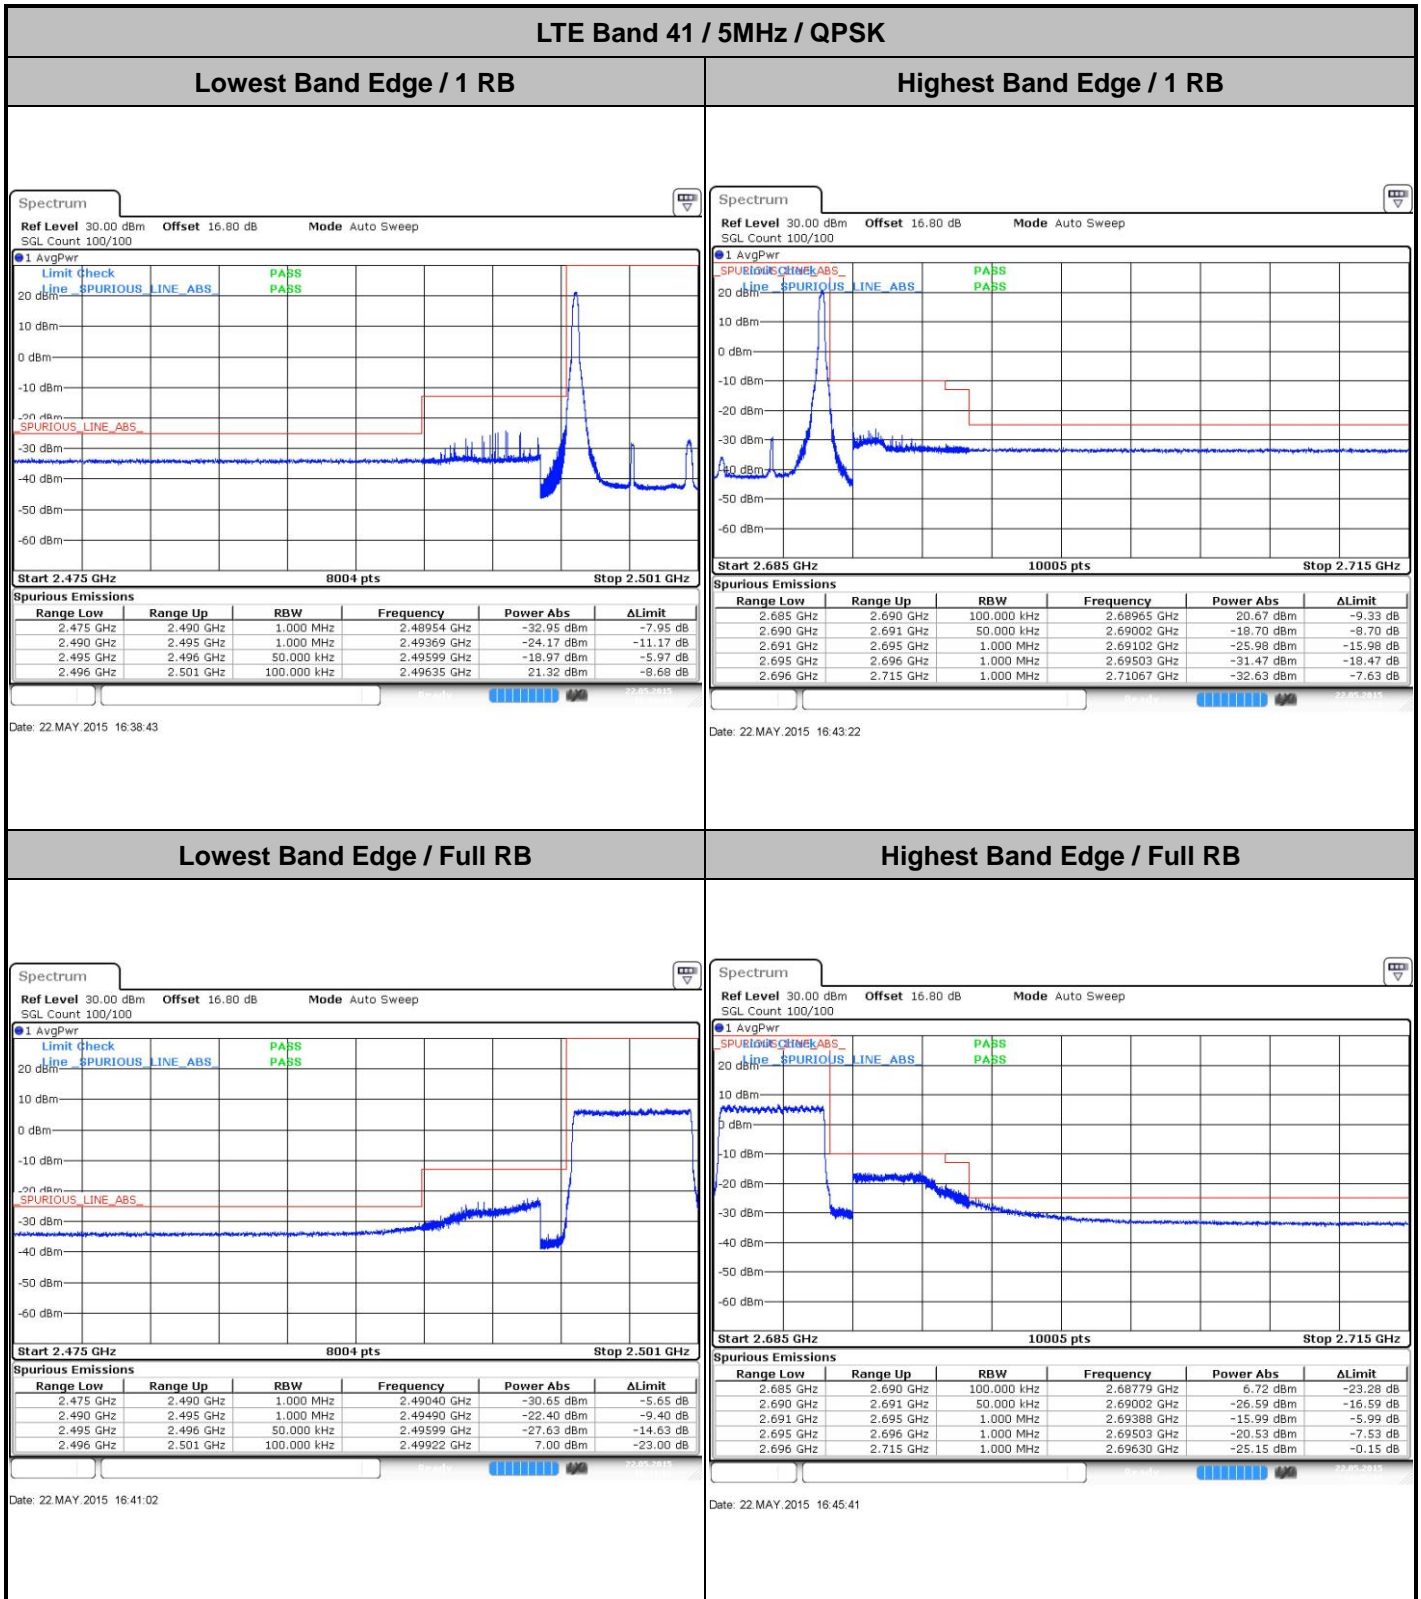 LTE Band 41 / 5MHz / QPSK
Lowest Band Edge / 1 RB
Highest Band Edge / 1 RB
Spectrum
Ref Level 30.00 dBm Offset 16.80 dB Mode Auto Sweep
SGL Count 100/100
1 AvgPwr
Limit Check PASS
Line _SPURIOUS_LINE_ABS_ PASS
20 dBm
10 dBm
0 dBm
-10 dBm
-20 dBm
_SPURIOUS_LINE_ABS_
-30 dBm
-40 dBm
-50 dBm
-60 dBm
Start 2.475 GHz 8004 pts Stop 2.501 GHz
Spurious Emissions
Range Low Range Up RBW Frequency Power Abs ΔLimit
2.475 GHz 2.490 GHz 1.000 MHz 2.48954 GHz -32.95 dBm -7.95 dB
2.490 GHz 2.495 GHz 1.000 MHz 2.49369 GHz -24.17 dBm -11.17 dB
2.495 GHz 2.496 GHz 50.000 kHz 2.49599 GHz -18.97 dBm -5.97 dB
2.496 GHz 2.501 GHz 100.000 kHz 2.49635 GHz 21.32 dBm -8.68 dB
Ready 22.05.2015
Date: 22.MAY.2015 16:38:43
Spectrum
Ref Level 30.00 dBm Offset 16.80 dB Mode Auto Sweep
SGL Count 100/100
1 AvgPwr
_SPURIOUS_LINE_ABS_
Limit Check PASS
Line _SPURIOUS_LINE_ABS_ PASS
20 dBm
10 dBm
0 dBm
-10 dBm
-20 dBm
-30 dBm
-40 dBm
-50 dBm
-60 dBm
Start 2.685 GHz 10005 pts Stop 2.715 GHz
Spurious Emissions
Range Low Range Up RBW Frequency Power Abs ΔLimit
2.685 GHz 2.690 GHz 100.000 kHz 2.68965 GHz 20.67 dBm -9.33 dB
2.690 GHz 2.691 GHz 50.000 kHz 2.69002 GHz -18.70 dBm -8.70 dB
2.691 GHz 2.695 GHz 1.000 MHz 2.69102 GHz -25.98 dBm -15.98 dB
2.695 GHz 2.696 GHz 1.000 MHz 2.69503 GHz -31.47 dBm -18.47 dB
2.696 GHz 2.715 GHz 1.000 MHz 2.71067 GHz -32.63 dBm -7.63 dB
Ready 22.05.2015
Date: 22.MAY.2015 16:43:22
Lowest Band Edge / Full RB
Highest Band Edge / Full RB
Spectrum
Ref Level 30.00 dBm Offset 16.80 dB Mode Auto Sweep
SGL Count 100/100
1 AvgPwr
Limit Check PASS
Line _SPURIOUS_LINE_ABS_ PASS
20 dBm
10 dBm
0 dBm
-10 dBm
-20 dBm
_SPURIOUS_LINE_ABS_
-30 dBm
-40 dBm
-50 dBm
-60 dBm
Start 2.475 GHz 8004 pts Stop 2.501 GHz
Spurious Emissions
Range Low Range Up RBW Frequency Power Abs ΔLimit
2.475 GHz 2.490 GHz 1.000 MHz 2.49040 GHz -30.65 dBm -5.65 dB
2.490 GHz 2.495 GHz 1.000 MHz 2.49490 GHz -22.40 dBm -9.40 dB
2.495 GHz 2.496 GHz 50.000 kHz 2.49599 GHz -27.63 dBm -14.63 dB
2.496 GHz 2.501 GHz 100.000 kHz 2.49922 GHz 7.00 dBm -23.00 dB
Ready 22.05.2015
Date: 22.MAY.2015 16:41:02
Spectrum
Ref Level 30.00 dBm Offset 16.80 dB Mode Auto Sweep
SGL Count 100/100
1 AvgPwr
_SPURIOUS_LINE_ABS_
Limit Check PASS
Line _SPURIOUS_LINE_ABS_ PASS
20 dBm
10 dBm
0 dBm
-10 dBm
-20 dBm
-30 dBm
-40 dBm
-50 dBm
-60 dBm
Start 2.685 GHz 10005 pts Stop 2.715 GHz
Spurious Emissions
Range Low Range Up RBW Frequency Power Abs ΔLimit
2.685 GHz 2.690 GHz 100.000 kHz 2.68779 GHz 6.72 dBm -23.28 dB
2.690 GHz 2.691 GHz 50.000 kHz 2.69002 GHz -26.59 dBm -16.59 dB
2.691 GHz 2.695 GHz 1.000 MHz 2.69388 GHz -15.99 dBm -5.99 dB
2.695 GHz 2.696 GHz 1.000 MHz 2.69503 GHz -20.53 dBm -7.53 dB
2.696 GHz 2.715 GHz 1.000 MHz 2.69630 GHz -25.15 dBm -0.15 dB
Ready 22.05.2015
Date: 22.MAY.2015 16:45:41